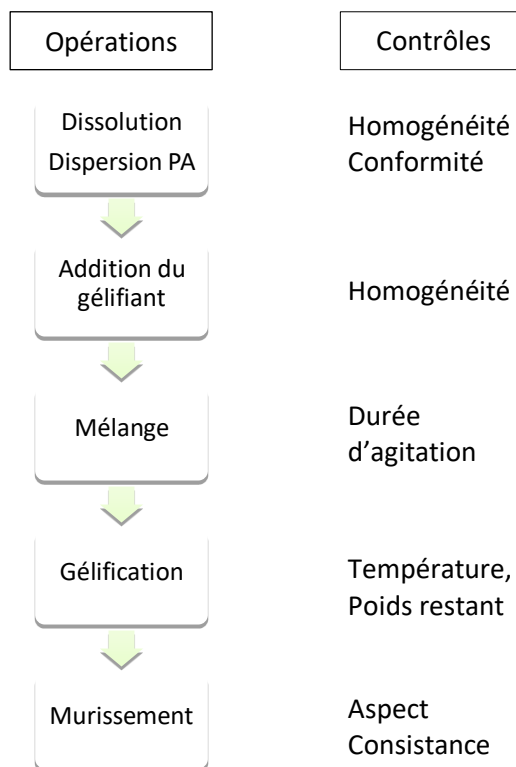 Opérations
Contrôles
Dissolution
Dispersion PA
Homogénéité
Conformité
Addition du
gélifiant
Homogénéité
Mélange
Durée
d’agitation
Gélification
Température,
Poids restant
Murissement
Aspect
Consistance